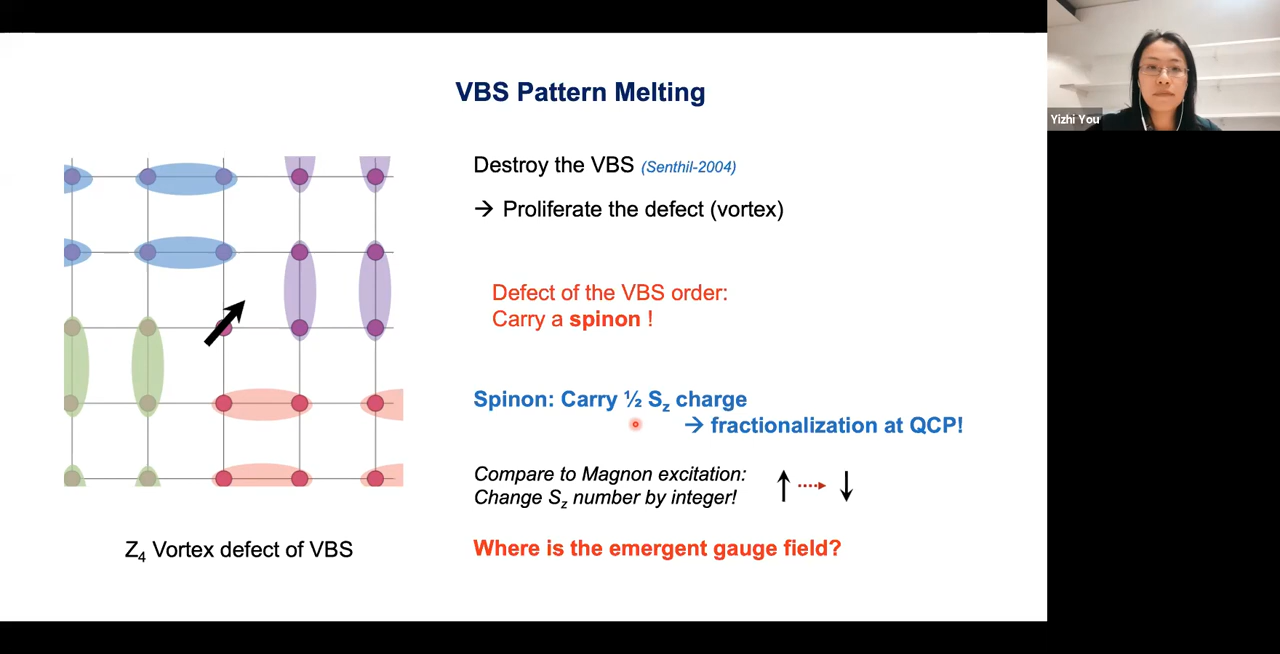 VBS Pattern Melting
Yizhi You
Destroy the VBS (Senthil-2004)
→ Proliferate the defect (vortex)
Defect of the VBS order:
Carry a spinon !
Spinon: Carry ½ Sz charge
→ fractionalization at QCP!
Compare to Magnon excitation:
Change Sz number by integer!
Where is the emergent gauge field?
Z4 Vortex defect of VBS